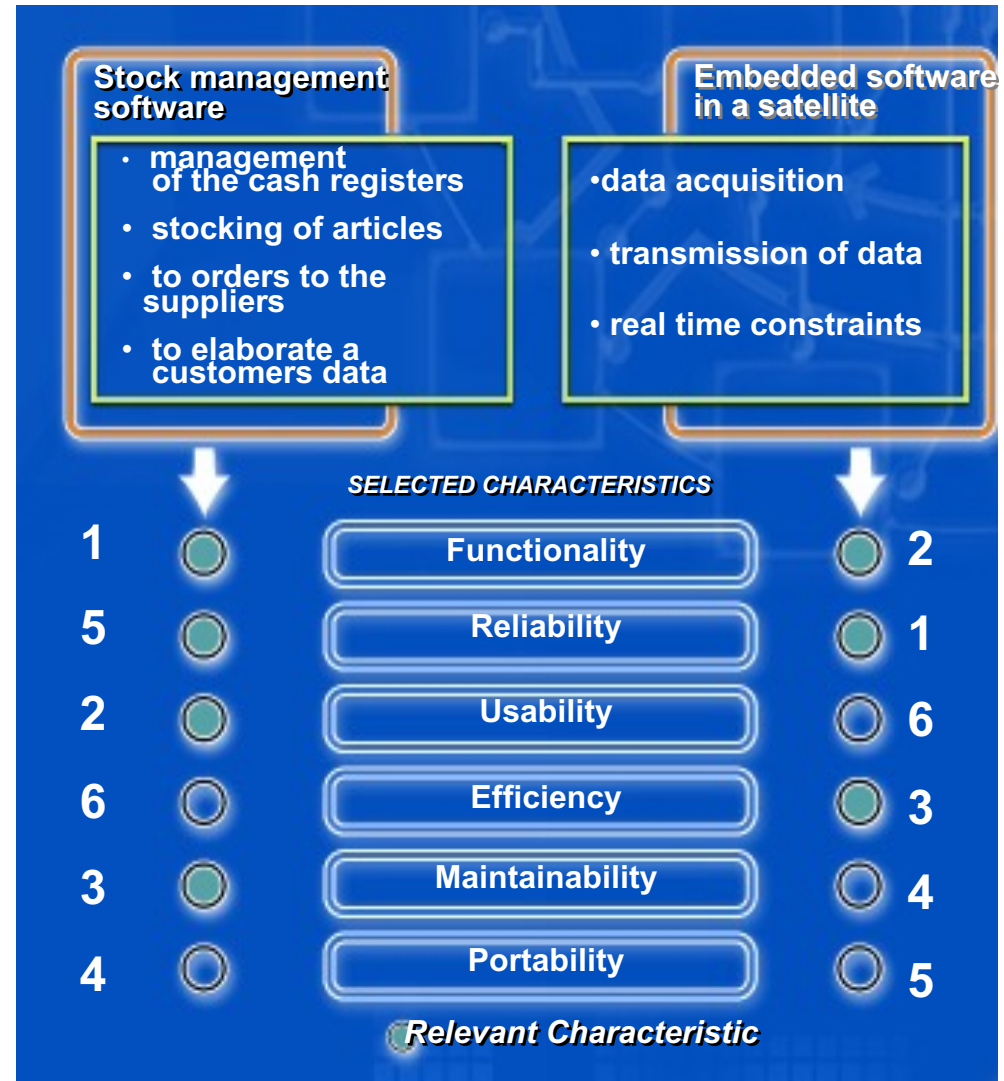 Stock management
software
• management
of the cash registers
• stocking of articles
• to orders to the
suppliers
• to elaborate a
customers data
Embedded software
in a satellite
•data acquisition
• transmission of data
• real time constraints
SELECTED CHARACTERISTICS
1 Functionality 2
5 Reliability 1
2 Usability 6
6 Efficiency 3
3 Maintainability 4
4 Portability 5
Relevant Characteristic